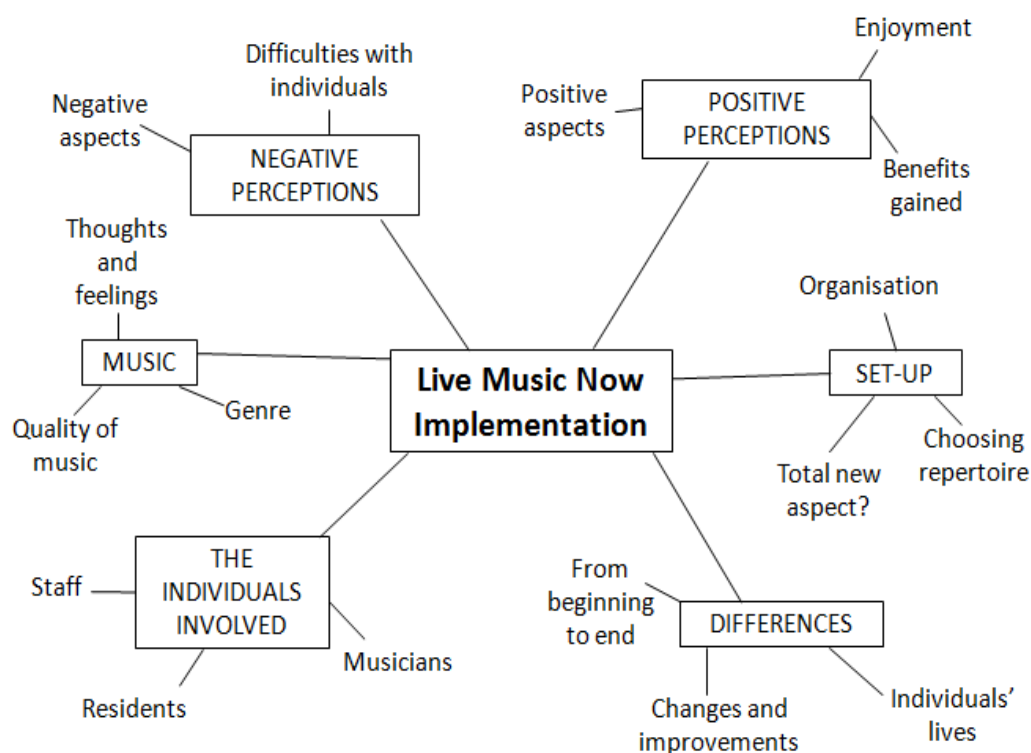 Difficulties with
individuals
Negative
aspects
NEGATIVE
PERCEPTIONS
Enjoyment
Positive
aspects
POSITIVE
PERCEPTIONS
Benefits
gained
Thoughts
and
feelings
MUSIC
Genre
Quality of
music
Live Music Now
Implementation
Organisation
SET-UP
Choosing
repertoire
Total new
aspect?
Staff
THE
INDIVIDUALS
INVOLVED
Musicians
Residents
From
beginning
to end
DIFFERENCES
Changes and
improvements
Individuals’
lives